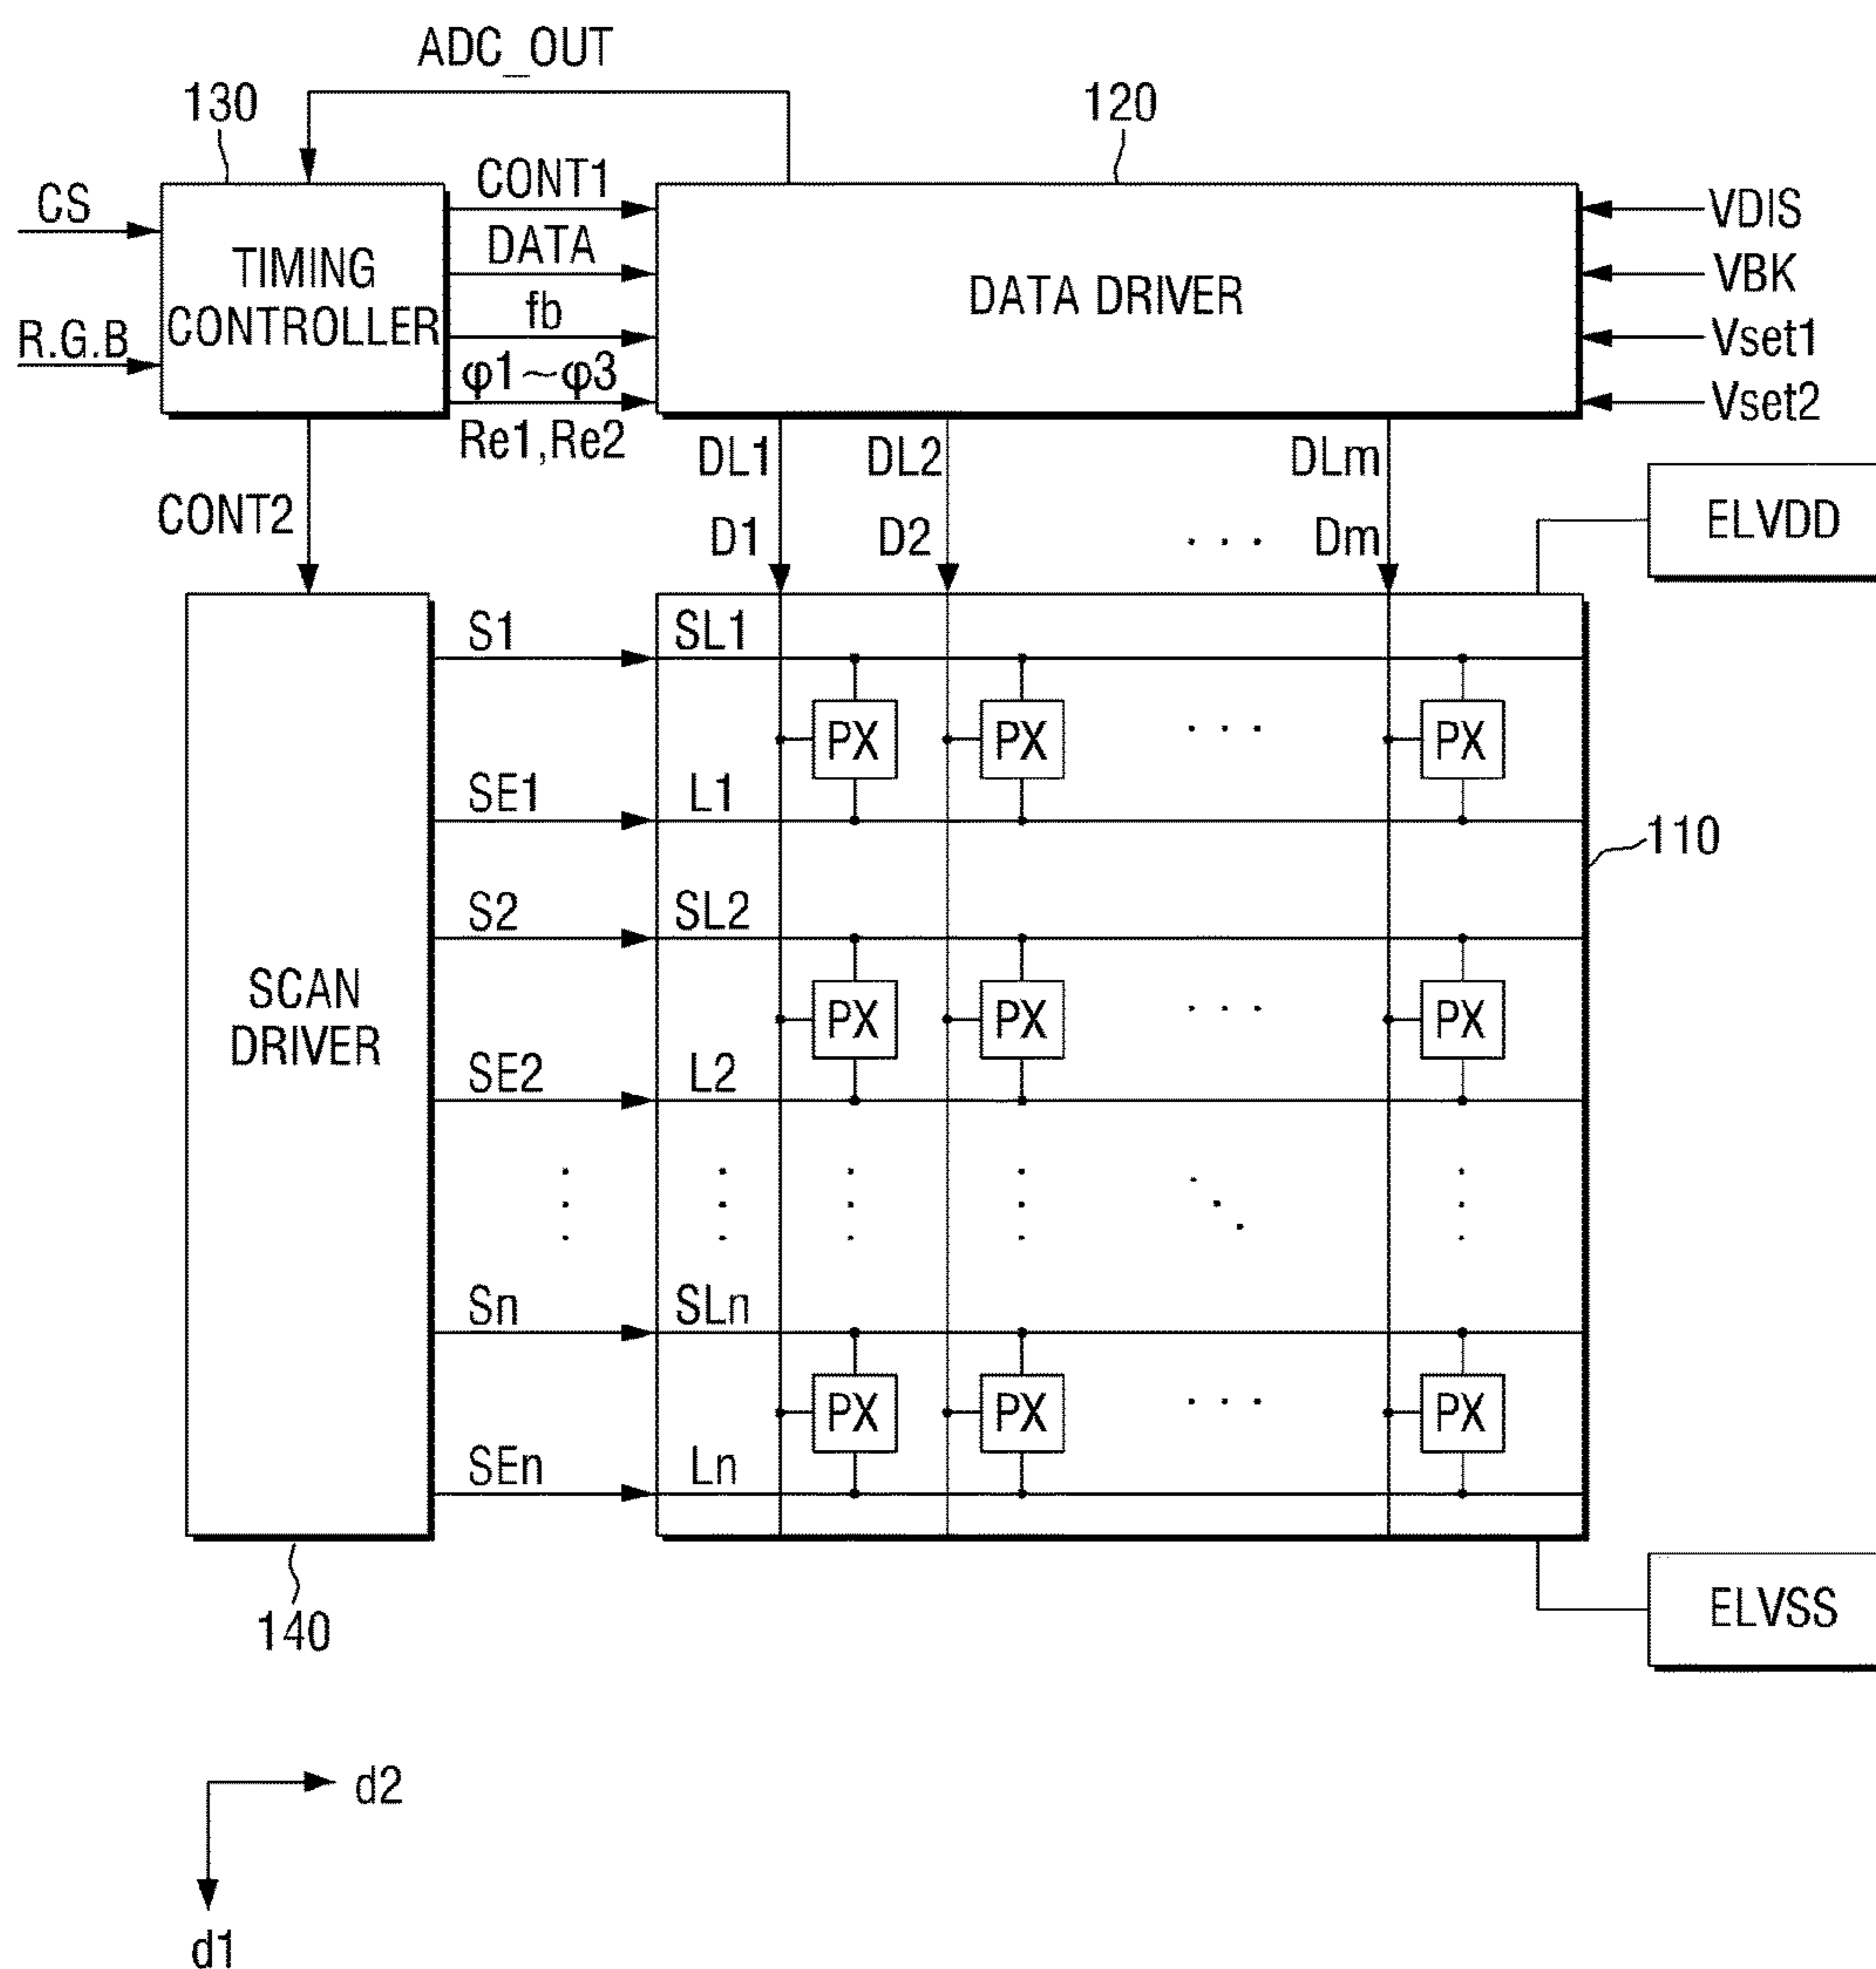 ADC_OUT
130
120
CS
R.G.B
TIMING
CONTROLLER
CONT1
DATA
fb
φ1~φ3
Re1,Re2
DATA DRIVER
VDIS
VBK
Vset1
Vset2
CONT2
DL1
DL2
DLm
D1
D2
. . .
Dm
ELVDD
S1
SL1
PX
PX
. . .
PX
SE1
L1
110
S2
SL2
SCAN
DRIVER
PX
PX
. . .
PX
SE2
L2
Sn
SLn
PX
PX
. . .
PX
SEn
Ln
140
ELVSS
d2
d1